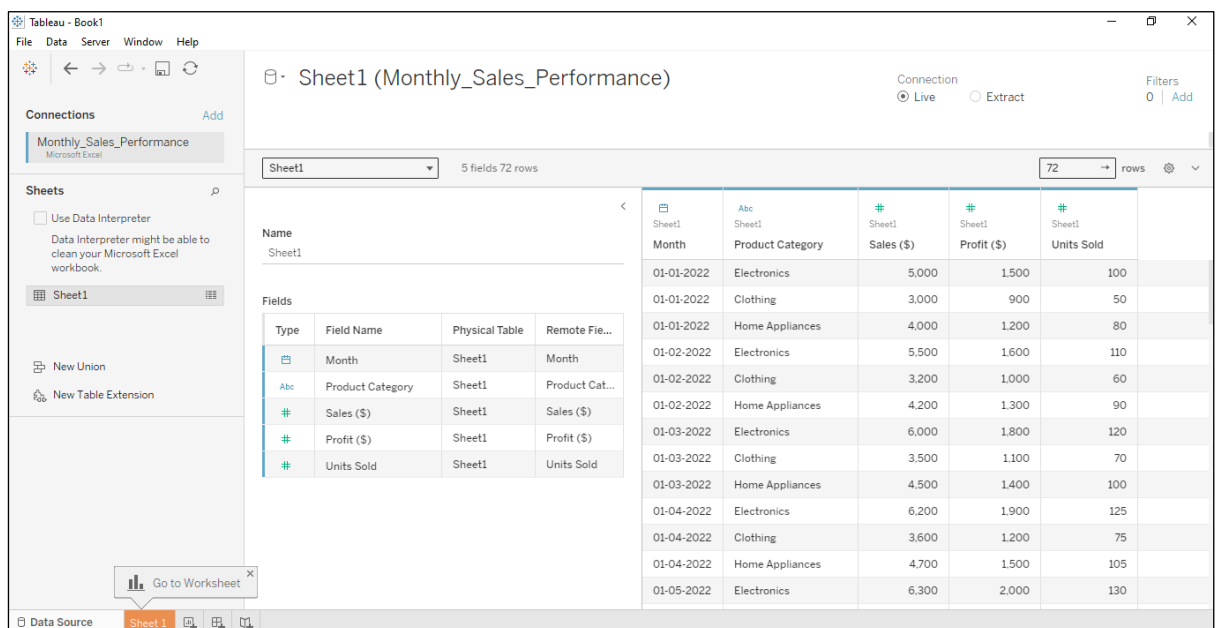 Tableau - Book1
File Data Server Window Help
Sheet1 (Monthly_Sales_Performance)
Connection
Live Extract
Filters
0 Add
Connections Add
Monthly_Sales_Performance
Microsoft Excel
Sheets
Use Data Interpreter
Data Interpreter might be able to
clean your Microsoft Excel
workbook.
Sheet1
New Union
New Table Extension
Sheet1 5 fields 72 rows 72 → rows
Name
Sheet1
Fields
Type Field Name Physical Table Remote Fie...
Month Sheet1 Month
Abc Product Category Sheet1 Product Cat...
# Sales ($) Sheet1 Sales ($)
# Profit ($) Sheet1 Profit ($)
# Units Sold Sheet1 Units Sold
Abc # # #
Sheet1 Sheet1 Sheet1 Sheet1 Sheet1
Month Product Category Sales ($) Profit ($) Units Sold
01-01-2022 Electronics 5,000 1,500 100
01-01-2022 Clothing 3,000 900 50
01-01-2022 Home Appliances 4,000 1,200 80
01-02-2022 Electronics 5,500 1,600 110
01-02-2022 Clothing 3,200 1,000 60
01-02-2022 Home Appliances 4,200 1,300 90
01-03-2022 Electronics 6,000 1,800 120
01-03-2022 Clothing 3,500 1,100 70
01-03-2022 Home Appliances 4,500 1,400 100
01-04-2022 Electronics 6,200 1,900 125
01-04-2022 Clothing 3,600 1,200 75
01-04-2022 Home Appliances 4,700 1,500 105
01-05-2022 Electronics 6,300 2,000 130
Go to Worksheet
Data Source Sheet 1